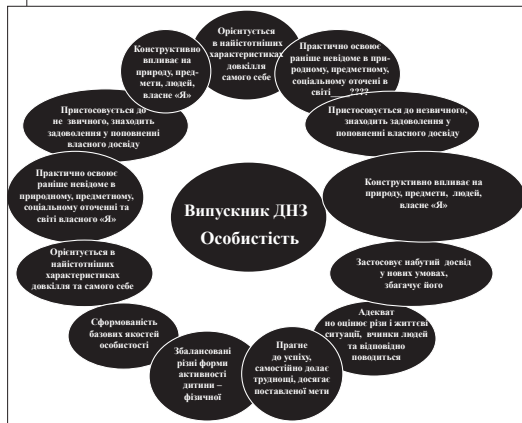 Орієнтується
в найістотніших
характеристиках
довкілля
самого себе
Практично освоює
раніше невідоме в при-
родному, предметному,
соціальному оточені в
світі ????
Пристосовується до незвичного,
знаходить задоволення у
поповненні власного досвіду
Конструктивно впливає на
природу, предмети, людей,
власне «Я»
Застосовує набутий досвід
у нових умовах,
збагачує його
Адекват
но оцінює різн і життєві
ситуації, вчинки людей
та відповідно
поводиться
Прагне
до успіху,
самостійно долає
труднощі, досягає
поставленої мети
Збалансовані
різні форми
активності
дитини –
фізичної
Сформованість
базових якостей
особистості
Орієнтується в
найістотніших
характеристиках
довкілля та самого себе
Практично освоює
раніше невідоме в
природному, предметному,
соціальному оточенні та
світі власного «Я»
Пристосовується до
не звичного, знаходить
задоволення у поповненні
власного досвіду
Конструктивно
впливає на
природу, пред-
мети, людей,
власне «Я»
Випускник ДНЗ
Особистість